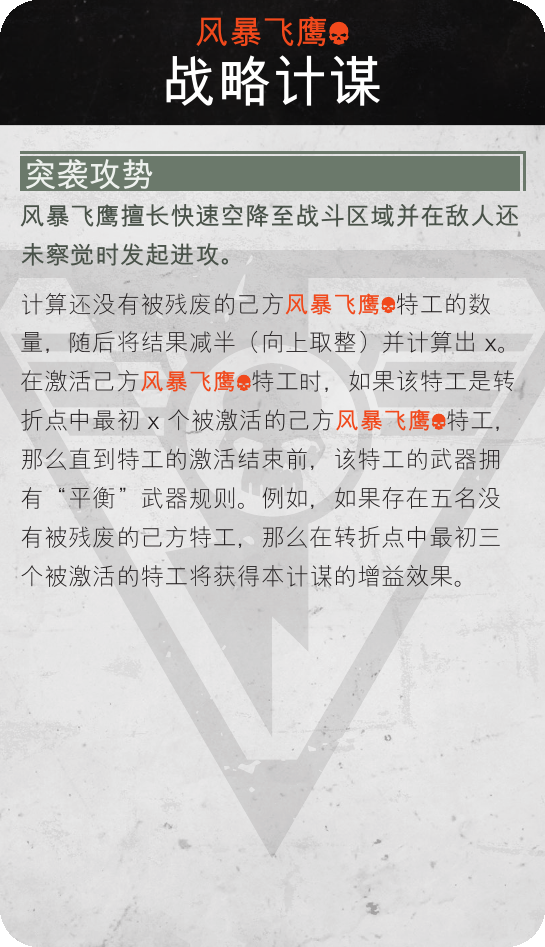 风暴飞鹰
战略计谋
突袭攻势
风暴飞鹰擅长快速空降至战斗区域并在敌人还
未察觉时发起进攻。
计算还没有被残废的己方风暴飞鹰特工的数
量，随后将结果减半（向上取整）并计算出 x。
在激活己方风暴飞鹰特工时，如果该特工是转
折点中最初 x 个被激活的己方风暴飞鹰特工，
那么直到特工的激活结束前，该特工的武器拥
有“平衡”武器规则。例如，如果存在五名没
有被残废的己方特工，那么在转折点中最初三
个被激活的特工将获得本计谋的增益效果。